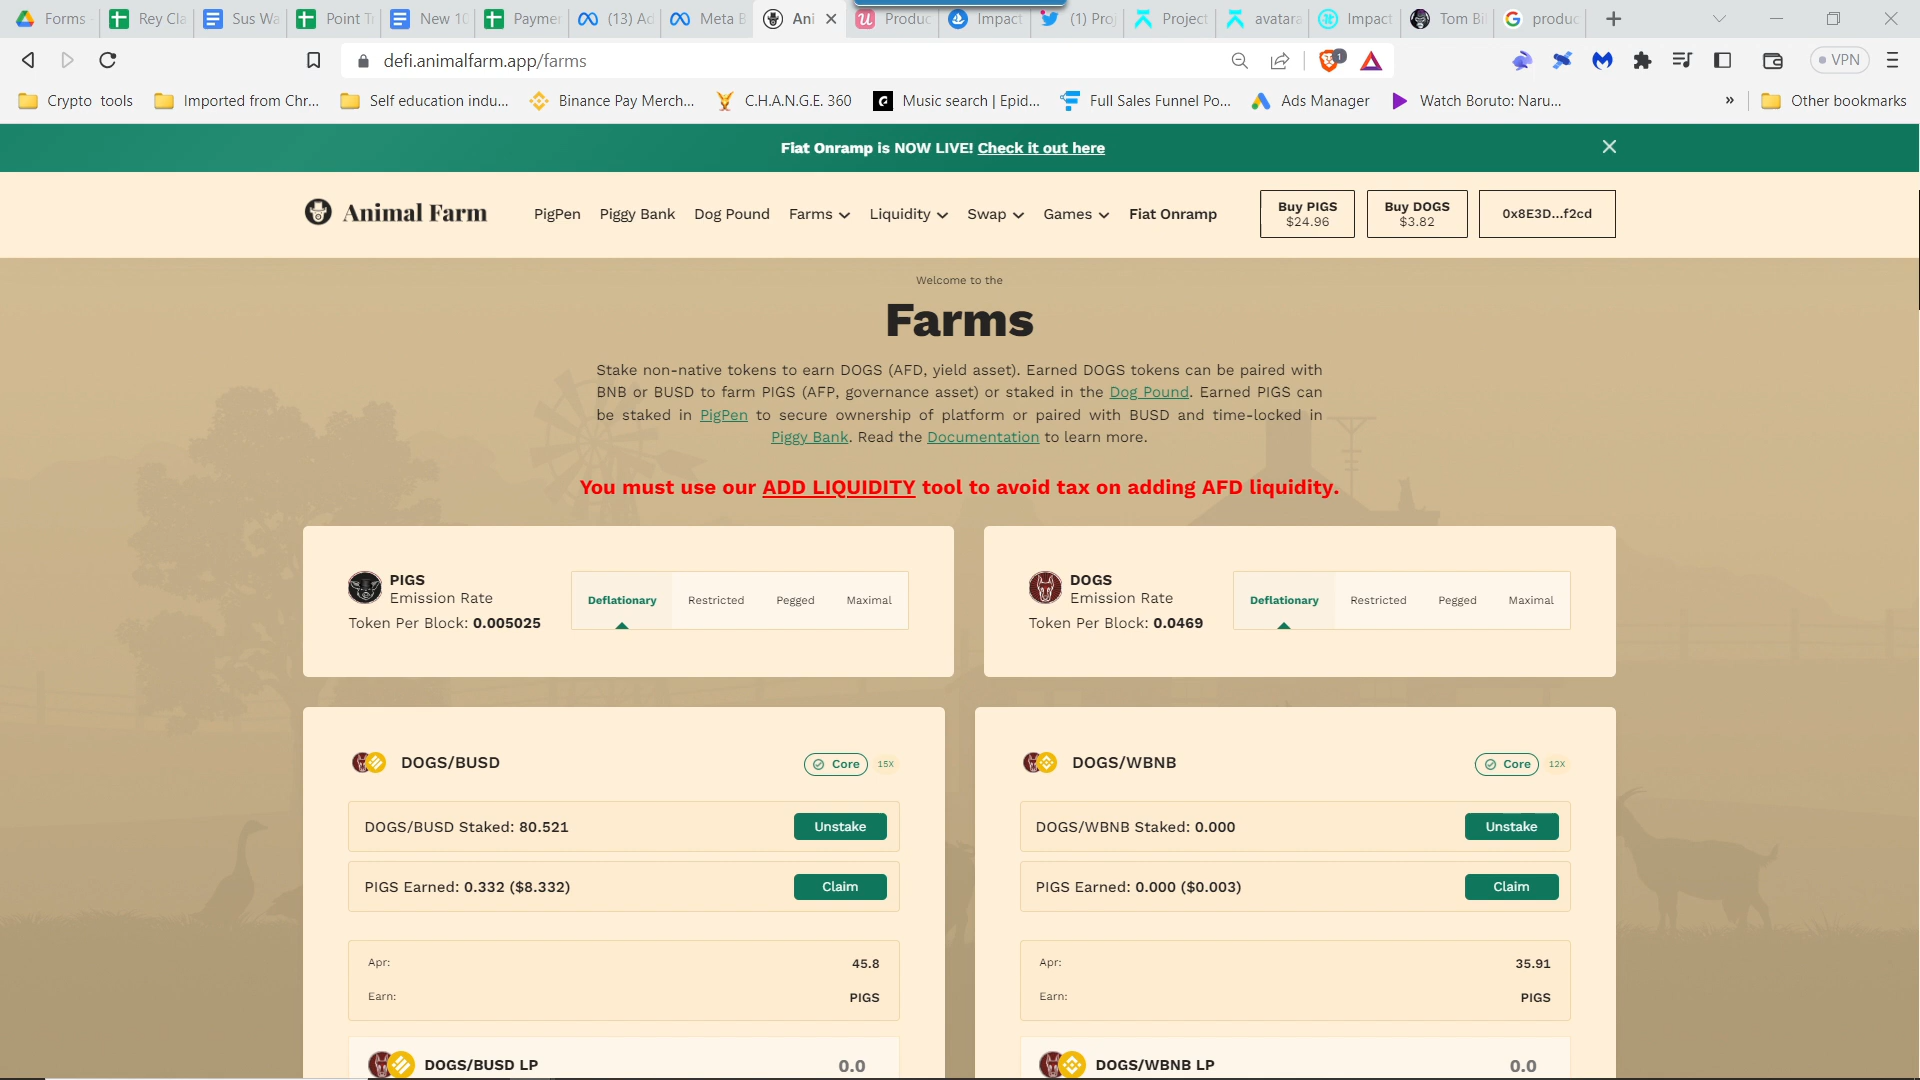 Forms
Rey Cla
Sus Wa
Point Ti
New 10
Paymer
(13) Ad
Meta B
Ani
Produc
Impact
(1) Proj
Project
avatara
Impact
Tom Bil
produc
defi.animalfarm.app/farms
1
VPN
Crypto tools
Imported from Chr...
Self education indu...
Binance Pay Merch...
C.H.A.N.G.E. 360
Music search | Epid...
Full Sales Funnel Po...
Ads Manager
Watch Boruto: Naru...
»
Other bookmarks
Fiat Onramp is NOW LIVE! Check it out here
Animal Farm
PigPen
Piggy Bank
Dog Pound
Farms
Liquidity
Swap
Games
Fiat Onramp
Buy PIGS
$24.96
Buy DOGS
$3.82
0x8E3D...f2cd
Welcome to the
Farms
Stake non-native tokens to earn DOGS (AFD, yield asset). Earned DOGS tokens can be paired with
BNB or BUSD to farm PIGS (AFP, governance asset) or staked in the Dog Pound. Earned PIGS can
be staked in PigPen to secure ownership of platform or paired with BUSD and time-locked in
Piggy Bank. Read the Documentation to learn more.
You must use our ADD LIQUIDITY tool to avoid tax on adding AFD liquidity.
PIGS
Emission Rate
Token Per Block: 0.005025
Deflationary
Restricted
Pegged
Maximal
DOGS
Emission Rate
Token Per Block: 0.0469
Deflationary
Restricted
Pegged
Maximal
DOGS/BUSD
Core
15X
DOGS/BUSD Staked: 80.521
Unstake
PIGS Earned: 0.332 ($8.332)
Claim
Apr:
45.8
Earn:
PIGS
DOGS/BUSD LP
0.0
DOGS/WBNB
Core
12X
DOGS/WBNB Staked: 0.000
Unstake
PIGS Earned: 0.000 ($0.003)
Claim
Apr:
35.91
Earn:
PIGS
DOGS/WBNB LP
0.0